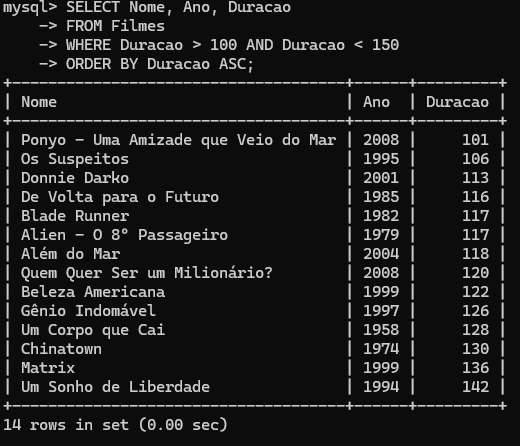 mysql> SELECT Nome, Ano, Duracao
    -> FROM Filmes
    -> WHERE Duracao > 100 AND Duracao < 150
    -> ORDER BY Duracao ASC;
+-------------------------------------+------+---------+
| Nome                                | Ano  | Duracao |
+-------------------------------------+------+---------+
| Ponyo - Uma Amizade que Veio do Mar | 2008 |     101 |
| Os Suspeitos                        | 1995 |     106 |
| Donnie Darko                        | 2001 |     113 |
| De Volta para o Futuro              | 1985 |     116 |
| Blade Runner                        | 1982 |     117 |
| Alien - O 8° Passageiro             | 1979 |     117 |
| Além do Mar                         | 2004 |     118 |
| Quem Quer Ser um Milionário?        | 2008 |     120 |
| Beleza Americana                    | 1999 |     122 |
| Gênio Indomável                     | 1997 |     126 |
| Um Corpo que Cai                    | 1958 |     128 |
| Chinatown                           | 1974 |     130 |
| Matrix                              | 1999 |     136 |
| Um Sonho de Liberdade               | 1994 |     142 |
+-------------------------------------+------+---------+
14 rows in set (0.00 sec)